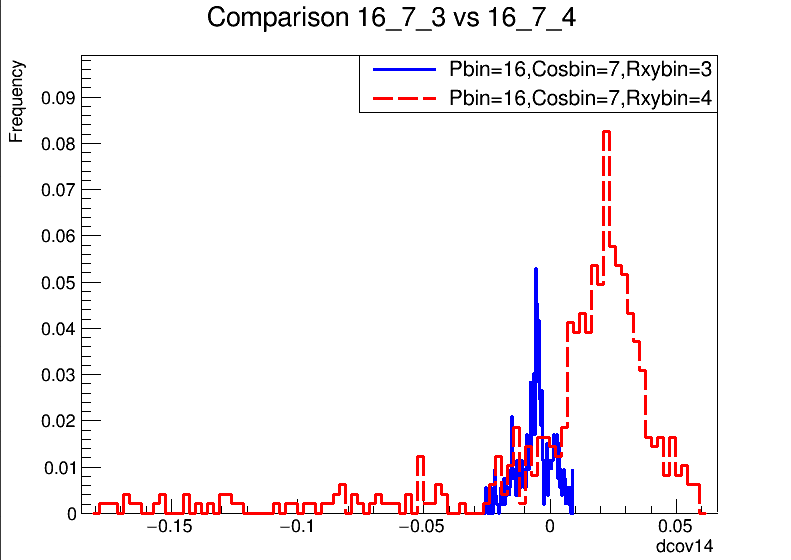 Comparison 16_7_3 vs 16_7_4
Frequency
Pbin=16,Cosbin=7,Rxybin=3
Pbin=16,Cosbin=7,Rxybin=4
0.09
0.08
0.07
0.06
0.05
0.04
0.03
0.02
0.01
0
−0.15 −0.1 −0.05 0 0.05
dcov14